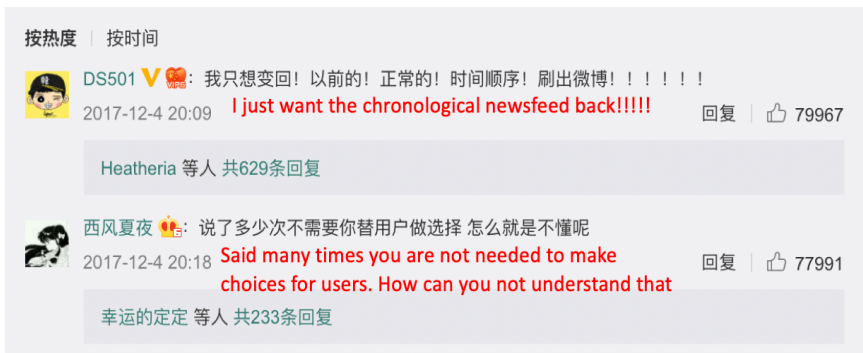 按热度 | 按时间
DS501 V : 我只想变回！以前的！正常的！时间顺序！刷出微博！！！！！！
2017-12-4 20:09 I just want the chronological newsfeed back!!!!! 回复 79967
Heatheria 等人 共629条回复
西风夏夜 : 说了多少次不需要你替用户做选择 怎么就是不懂呢
2017-12-4 20:18 Said many times you are not needed to make 回复 77991
choices for users. How can you not understand that
幸运的定定 等人 共233条回复